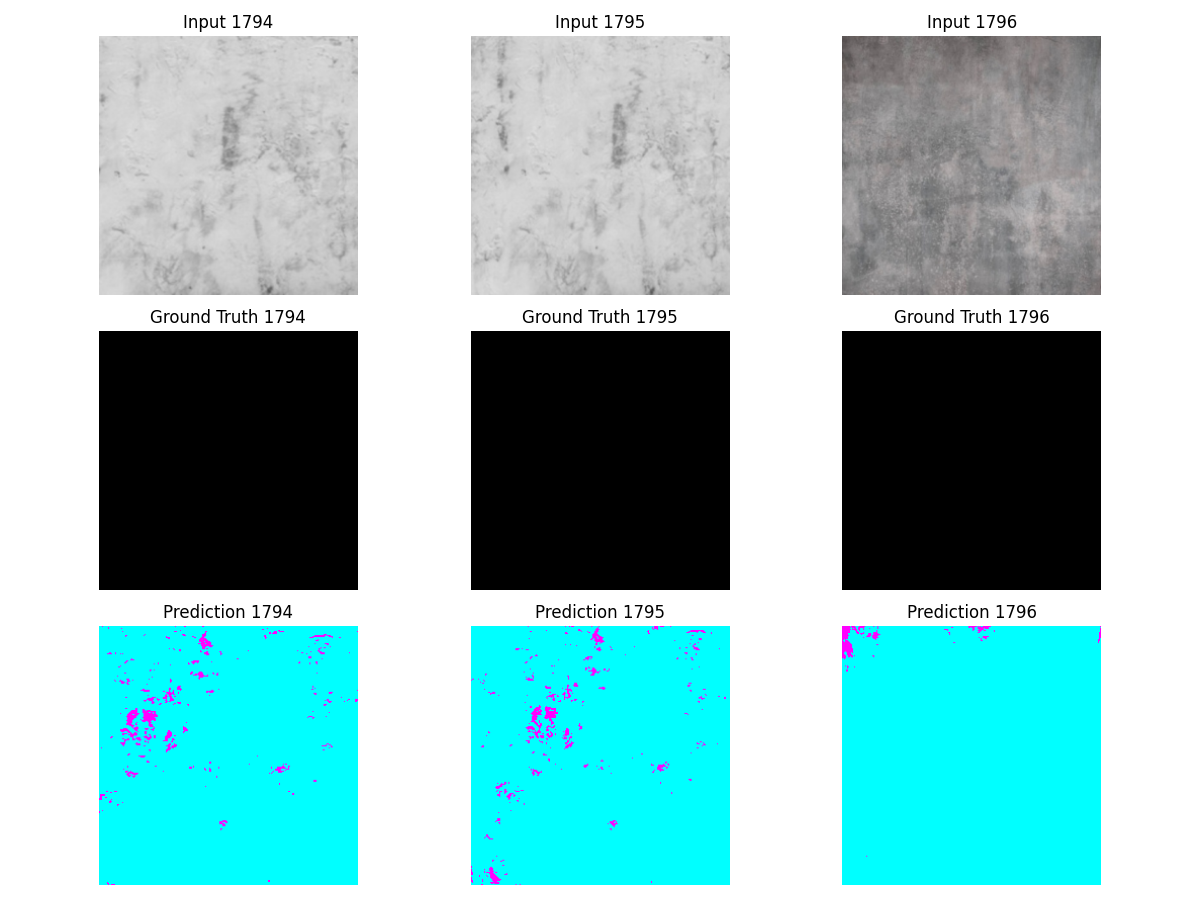 Input 1794
Input 1795
Input 1796
Ground Truth 1794
Ground Truth 1795
Ground Truth 1796
Prediction 1794
Prediction 1795
Prediction 1796